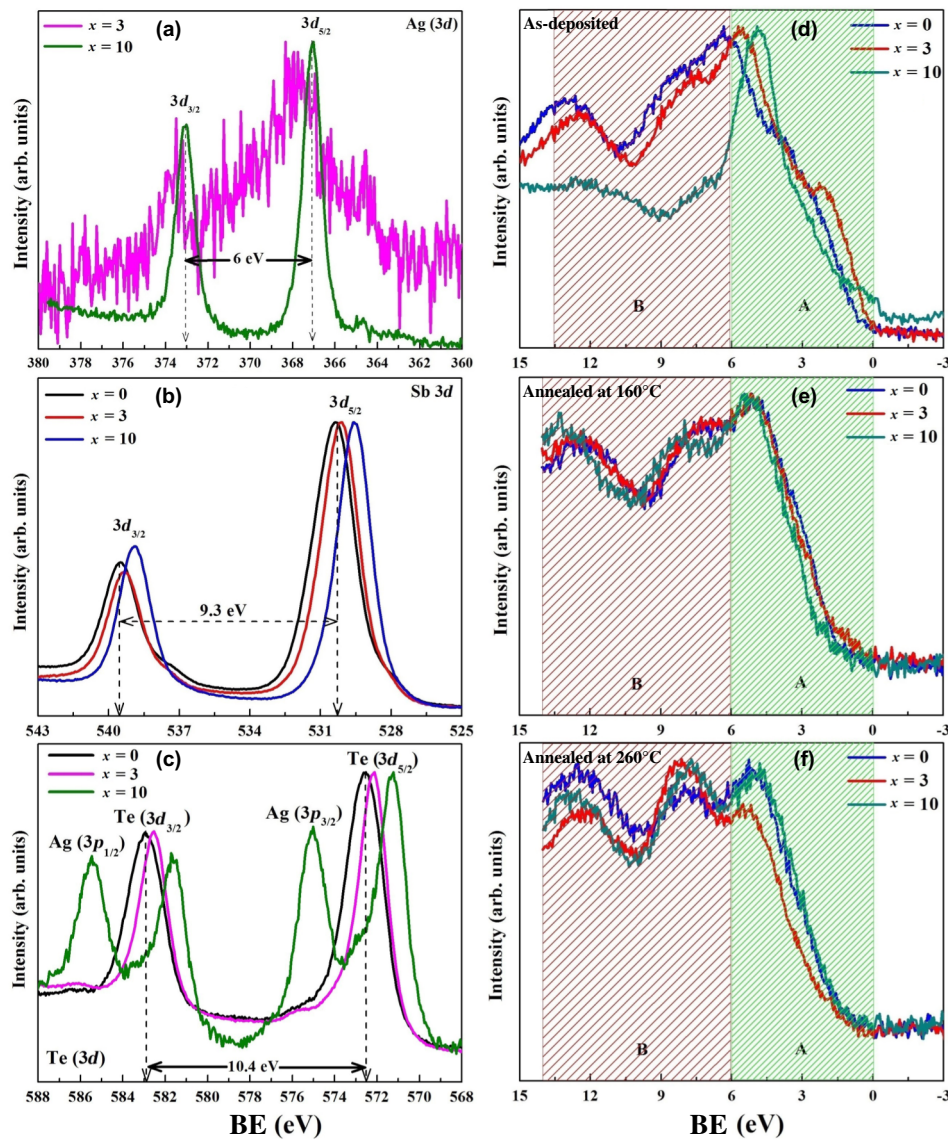 (a)
Ag (3d)
x = 3
x = 10
3d5/2
3d3/2
6 eV
Intensity (arb. units)
380 378 376 374 372 370 368 366 364 362 360
(b)
Sb 3d
x = 0
x = 3
x = 10
3d5/2
3d3/2
9.3 eV
Intensity (arb. units)
543 540 537 534 531 528 525
(c)
x = 0
x = 3
x = 10
Te (3d5/2)
Te (3d3/2)
Ag (3p3/2)
Ag (3p1/2)
Te (3d)
10.4 eV
Intensity (arb. units)
588 586 584 582 580 578 576 574 572 570 568
BE (eV)
As-deposited
(d)
x = 0
x = 3
x = 10
B
A
Intensity (arb. units)
15 12 9 6 3 0 -3
Annealed at 160°C
(e)
x = 0
x = 3
x = 10
B
A
Intensity (arb. units)
15 12 9 6 3 0 -3
Annealed at 260°C
(f)
x = 0
x = 3
x = 10
B
A
Intensity (arb. units)
15 12 9 6 3 0 -3
BE (eV)